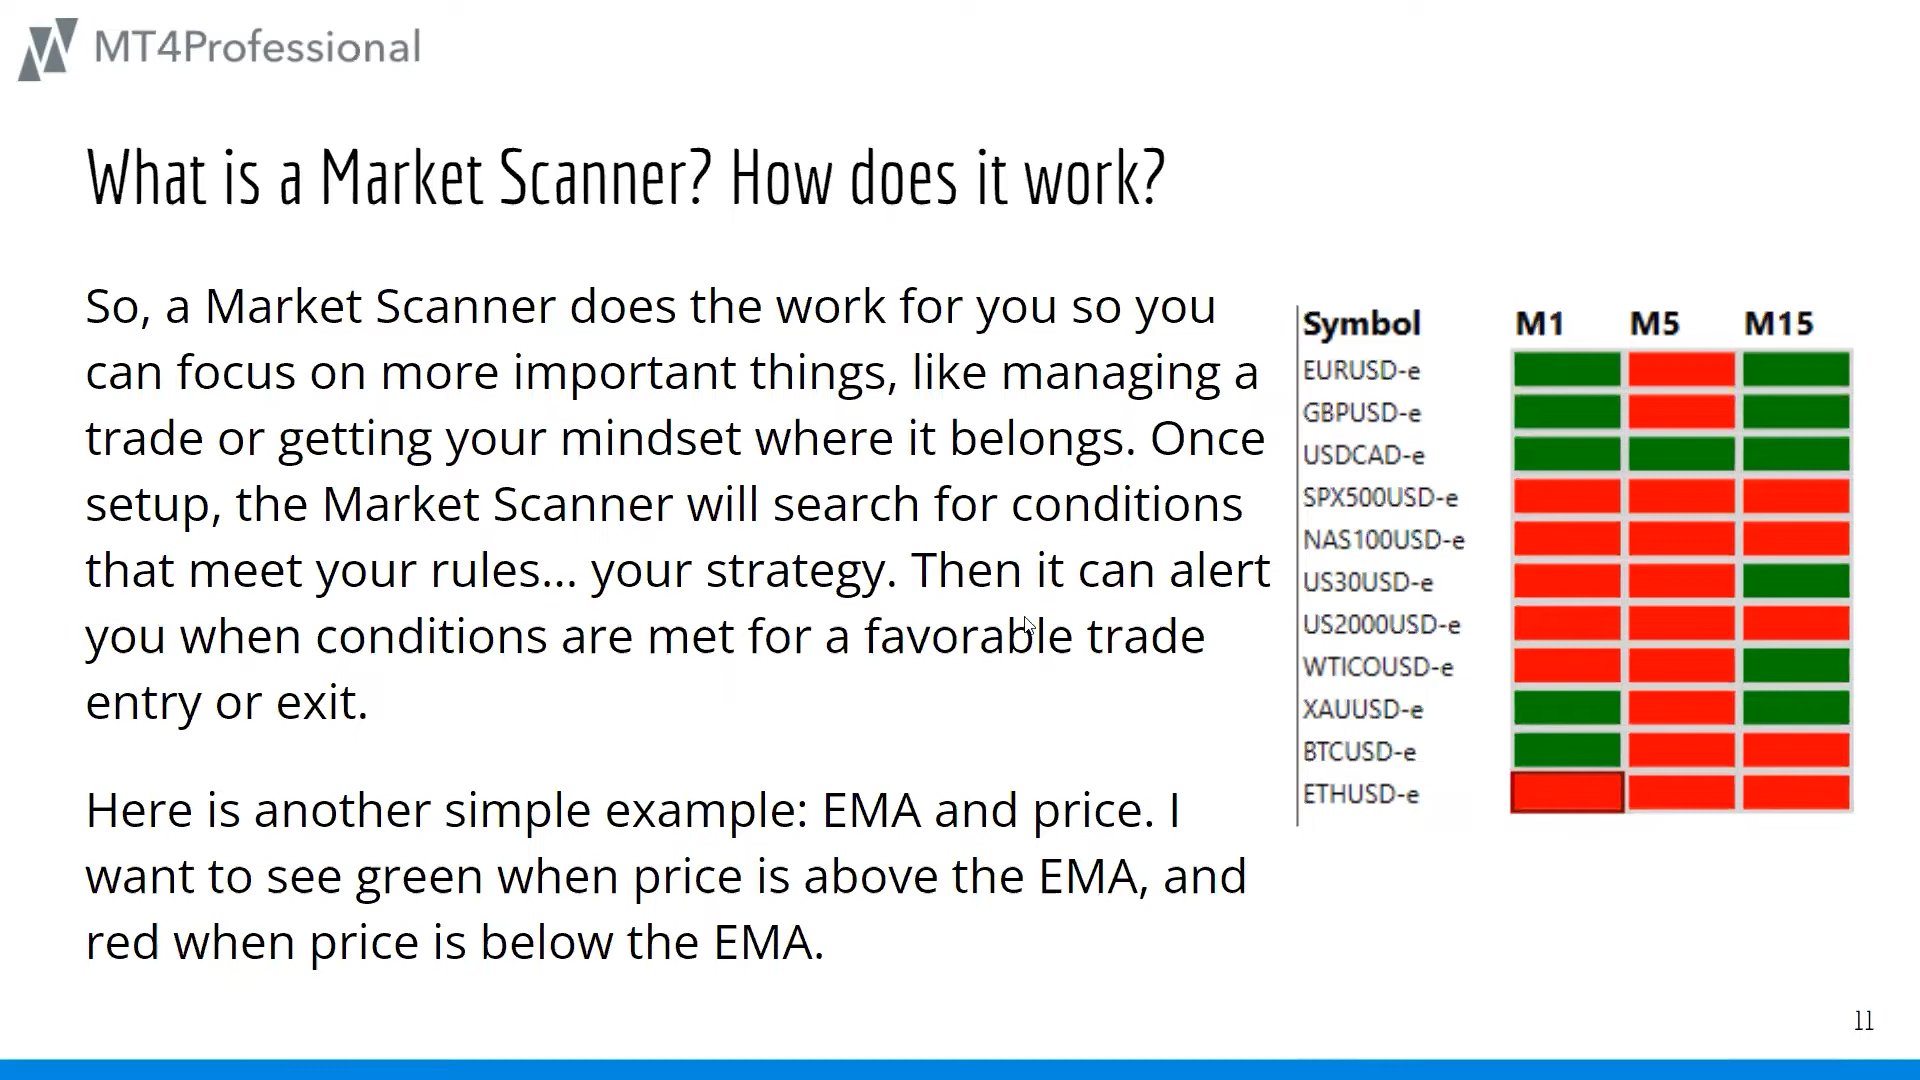 MT4Professional
What is a Market Scanner? How does it work?
So, a Market Scanner does the work for you so you
can focus on more important things, like managing a
trade or getting your mindset where it belongs. Once
setup, the Market Scanner will search for conditions
that meet your rules... your strategy. Then it can alert
you when conditions are met for a favorable trade
entry or exit.
Here is another simple example: EMA and price. I
want to see green when price is above the EMA, and
red when price is below the EMA.
Symbol M1 M5 M15
EURUSD-e
GBPUSD-e
USDCAD-e
SPX500USD-e
NAS100USD-e
US30USD-e
US2000USD-e
WTICOUSD-e
XAUUSD-e
BTCUSD-e
ETHUSD-e
11